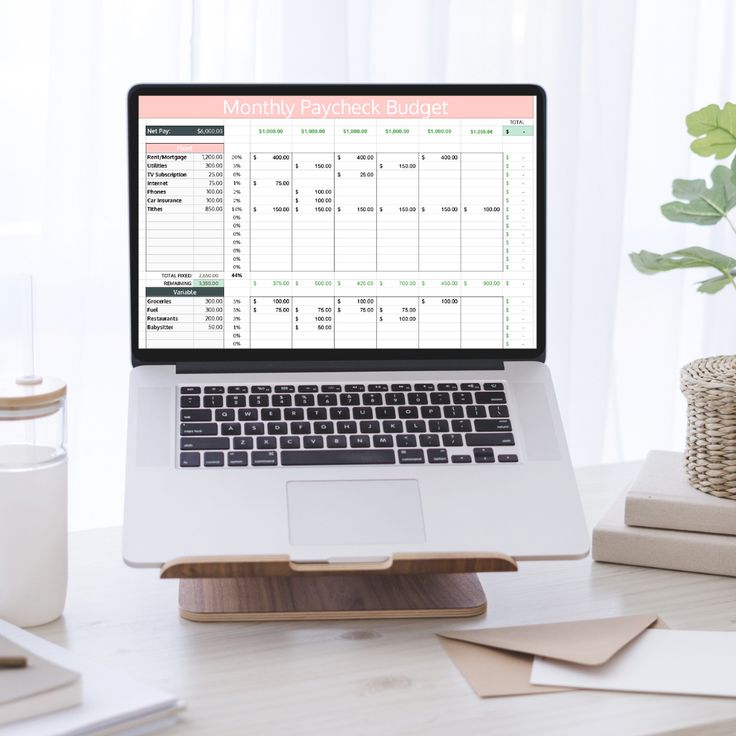 Monthly Paycheck Budget
TOTAL
Net Pay: $6,000.00 $1,000.00 $1,000.00 $1,000.00 $1,000.00 $1,000.00 $1,000.00 $ -
Fixed
Rent/Mortgage 1,200.00 20% $ 400.00 $ 400.00 $ 400.00 $ -
Utilities 300.00 5% $ 150.00 $ 150.00 $ -
TV Subscription 25.00 0% $ 25.00 $ -
Internet 75.00 1% $ 75.00 $ -
Phones 100.00 2% $ 100.00 $ -
Car Insurance 100.00 2% $ 100.00 $ -
Tithes 850.00 14% $ 150.00 $ 150.00 $ 150.00 $ 150.00 $ 150.00 $ 100.00 $ -
0% $ -
0% $ -
0% $ -
0% $ -
0% $ -
0% $ -
0% $ -
TOTAL FIXED 2,650.00 44%
REMAINING 3,350.00 $ 375.00 $ 500.00 $ 425.00 $ 700.00 $ 450.00 $ 900.00 $ -
Variable
Groceries 300.00 5% $ 100.00 $ 100.00 $ 100.00 $ -
Fuel 300.00 5% $ 75.00 $ 75.00 $ 75.00 $ 75.00 $ -
Restaurants 200.00 3% $ 100.00 $ 100.00 $ -
Babysitter 50.00 1% $ 50.00 $ -
0% $ -
0% $ -